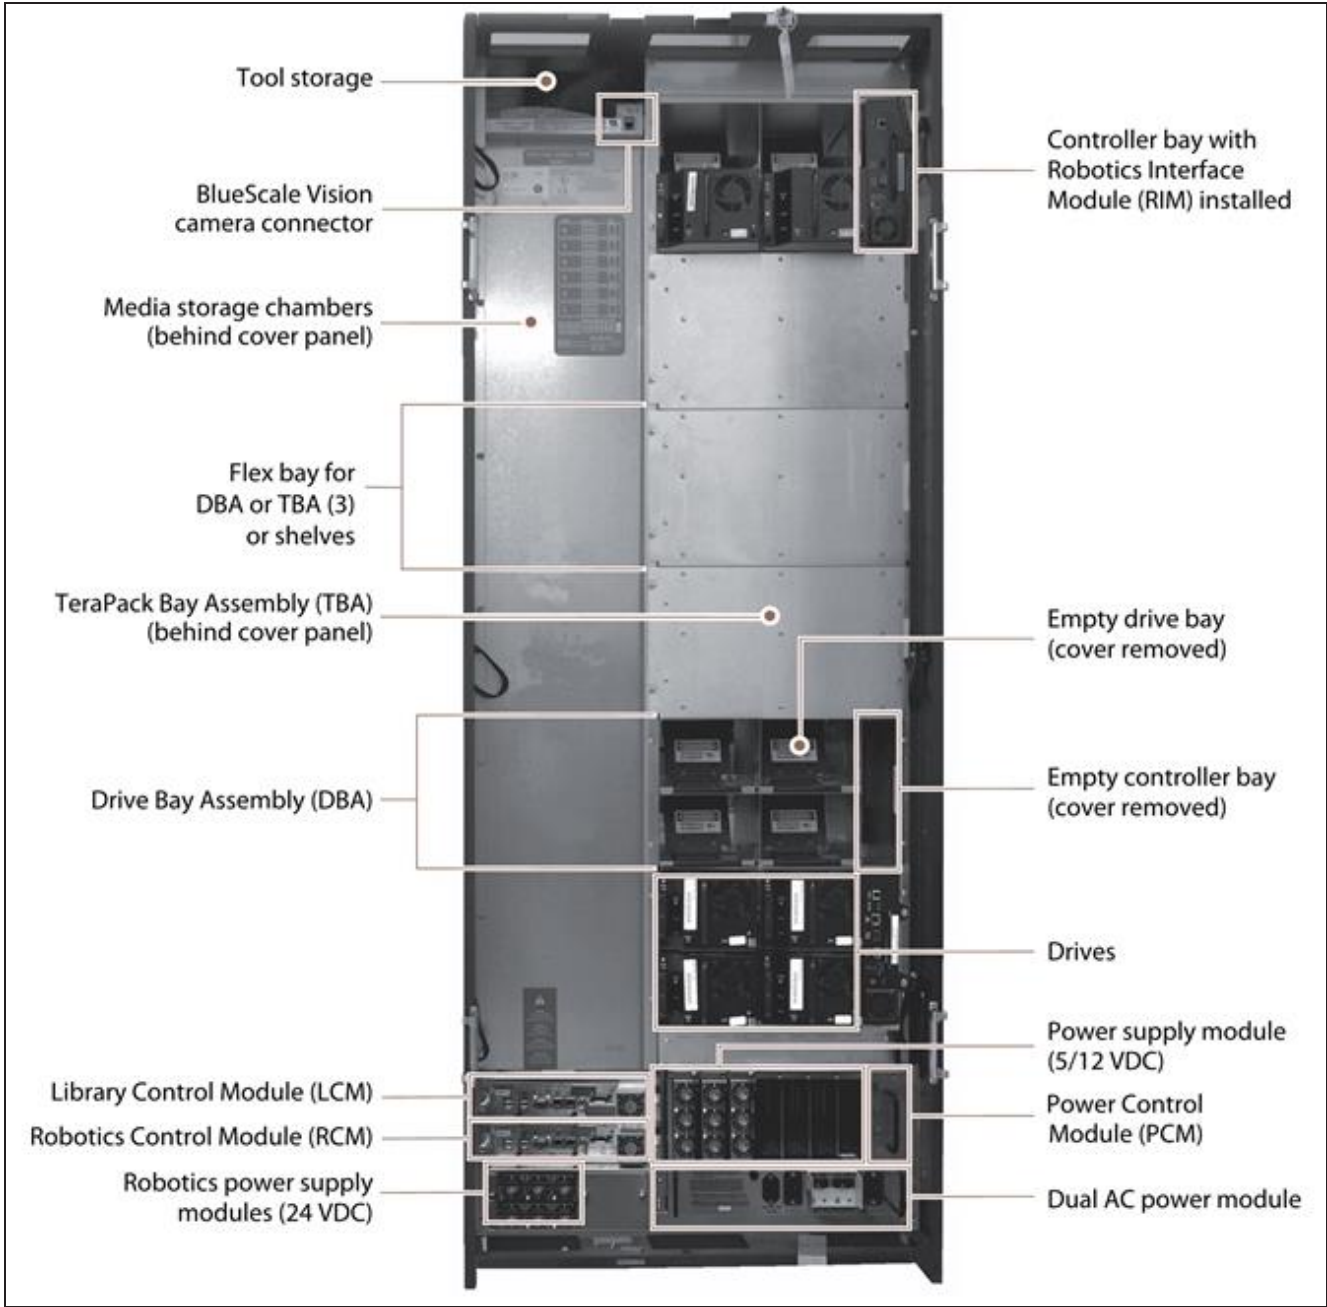 Tool storage
BlueScale Vision
camera connector
Media storage chambers
(behind cover panel)
Flex bay for
DBA or TBA (3)
or shelves
TeraPack Bay Assembly (TBA)
(behind cover panel)
Drive Bay Assembly (DBA)
Library Control Module (LCM)
Robotics Control Module (RCM)
Robotics power supply
modules (24 VDC)
Controller bay with
Robotics Interface
Module (RIM) installed
Empty drive bay
(cover removed)
Empty controller bay
(cover removed)
Drives
Power supply module
(5/12 VDC)
Power Control
Module (PCM)
Dual AC power module